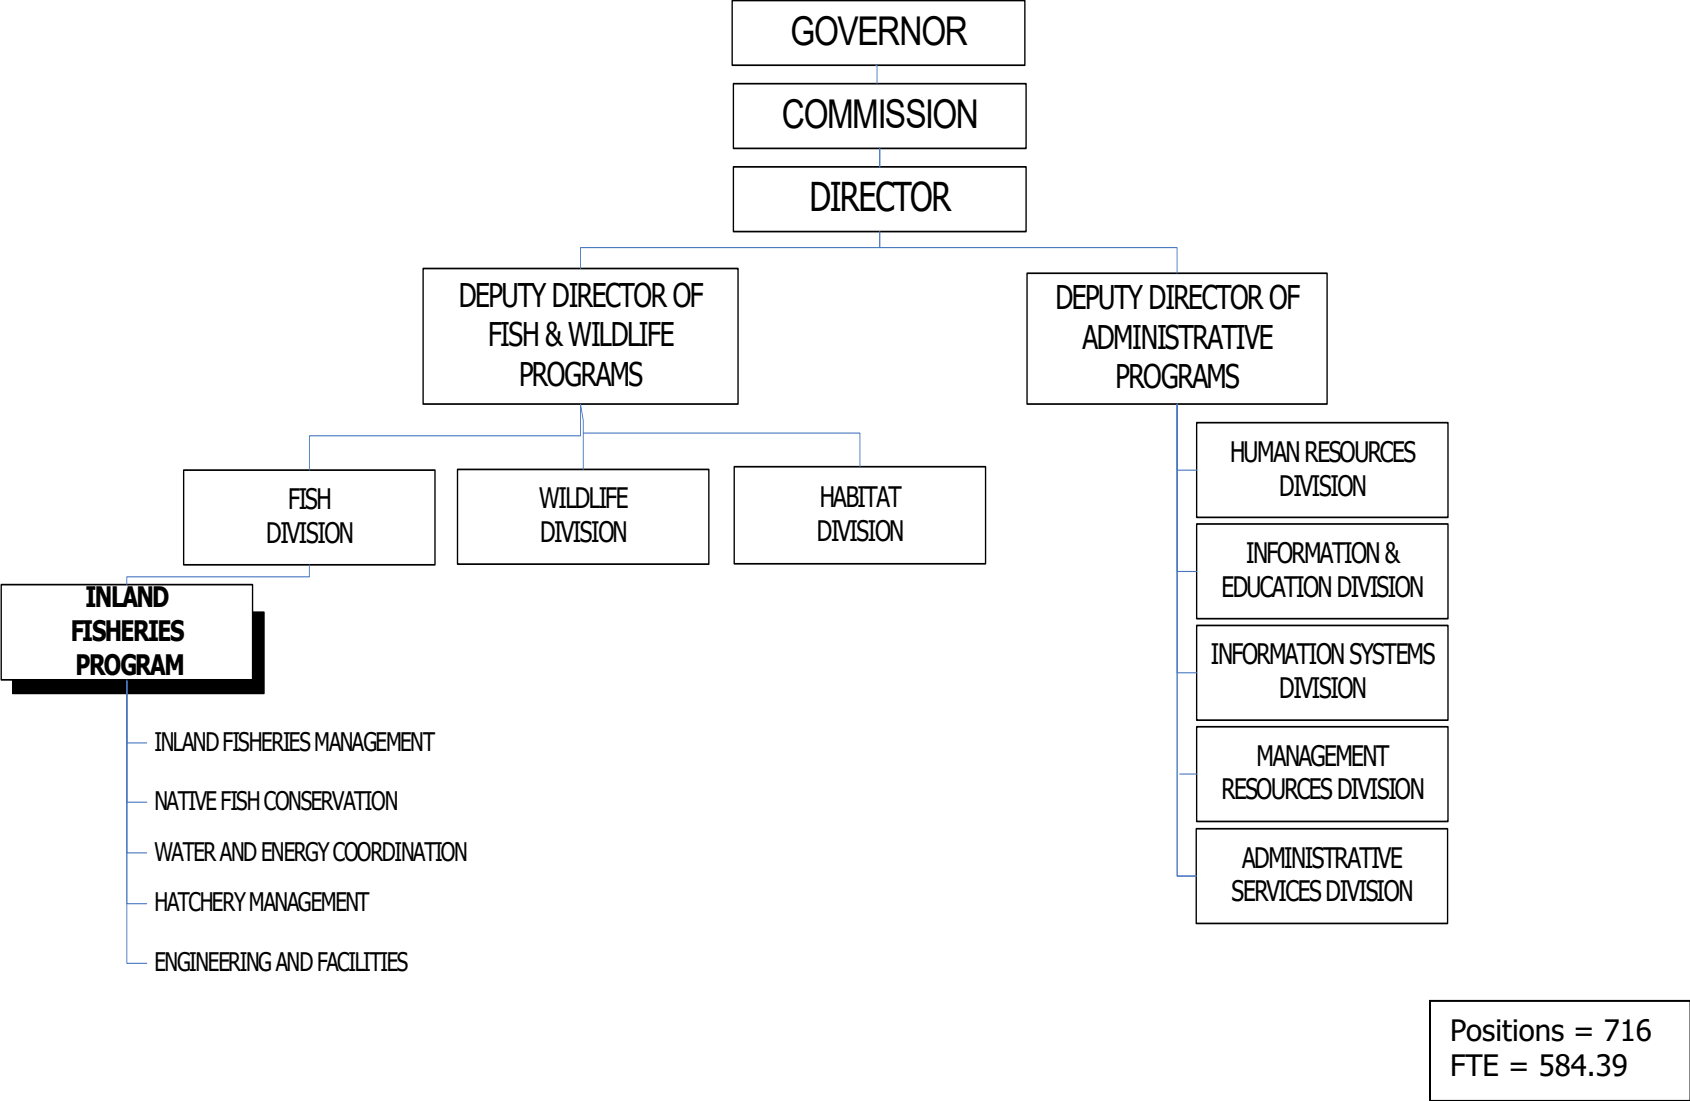 GOVERNOR
COMMISSION
DIRECTOR
DEPUTY DIRECTOR OF
FISH & WILDLIFE
PROGRAMS
DEPUTY DIRECTOR OF
ADMINISTRATIVE
PROGRAMS
FISH
DIVISION
WILDLIFE
DIVISION
HABITAT
DIVISION
INLAND
FISHERIES
PROGRAM
INLAND FISHERIES MANAGEMENT
NATIVE FISH CONSERVATION
WATER AND ENERGY COORDINATION
HATCHERY MANAGEMENT
ENGINEERING AND FACILITIES
HUMAN RESOURCES
DIVISION
INFORMATION &
EDUCATION DIVISION
INFORMATION SYSTEMS
DIVISION
MANAGEMENT
RESOURCES DIVISION
ADMINISTRATIVE
SERVICES DIVISION
Positions = 716
FTE = 584.39